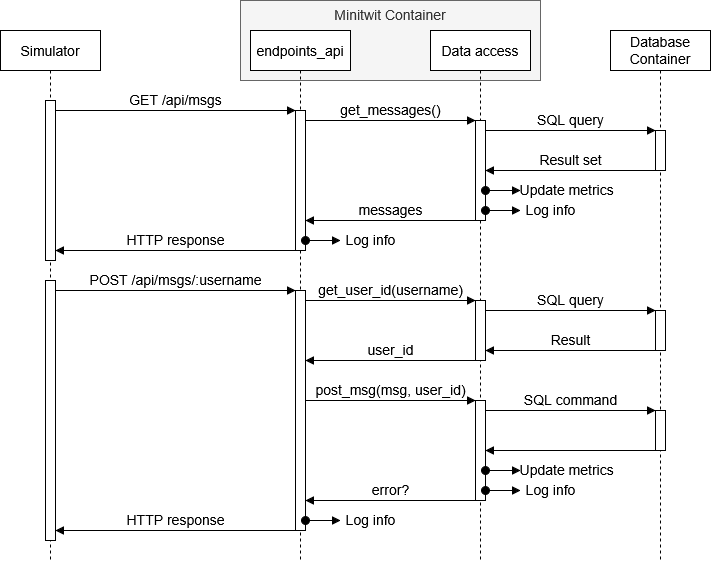 Minitwit Container
Simulator
endpoints_api
Data access
Database
Container
GET /api/msgs
get_messages()
SQL query
Result set
Update metrics
messages
Log info
HTTP response
Log info
POST /api/msgs/:username
get_user_id(username)
SQL query
Result
user_id
post_msg(msg, user_id)
SQL command
Update metrics
error?
Log info
HTTP response
Log info